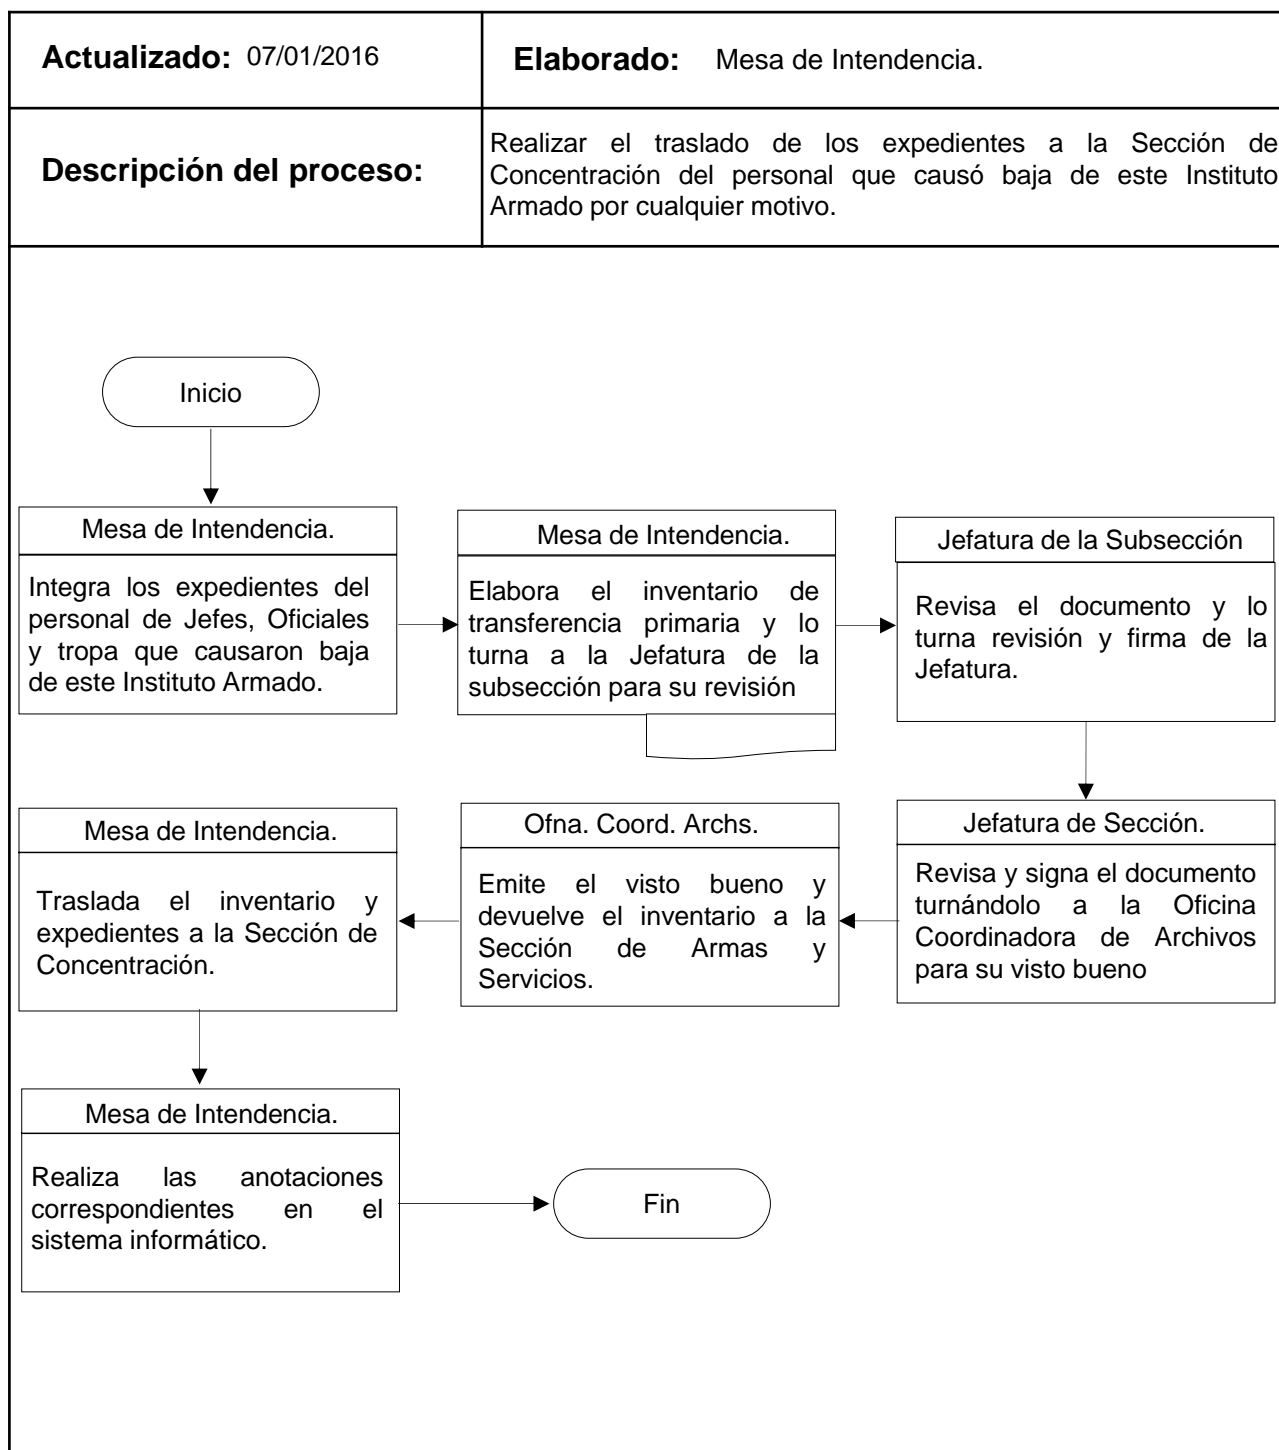 Actualizado: 07/01/2016
Elaborado: Mesa de Intendencia.
Descripción del proceso:
Realizar el traslado de los expedientes a la Sección de
Concentración del personal que causó baja de este Instituto
Armado por cualquier motivo.
Inicio
Mesa de Intendencia.
Integra los expedientes del
personal de Jefes, Oficiales
y tropa que causaron baja
de este Instituto Armado.
Mesa de Intendencia.
Elabora el inventario de
transferencia primaria y lo
turna a la Jefatura de la
subsección para su revisión
Jefatura de la Subsección
Revisa el documento y lo
turna revisión y firma de la
Jefatura.
Jefatura de Sección.
Revisa y signa el documento
turnándolo a la Oficina
Coordinadora de Archivos
para su visto bueno
Ofna. Coord. Archs.
Emite el visto bueno y
devuelve el inventario a la
Sección de Armas y
Servicios.
Mesa de Intendencia.
Traslada el inventario y
expedientes a la Sección de
Concentración.
Mesa de Intendencia.
Realiza las anotaciones
correspondientes en el
sistema informático.
Fin